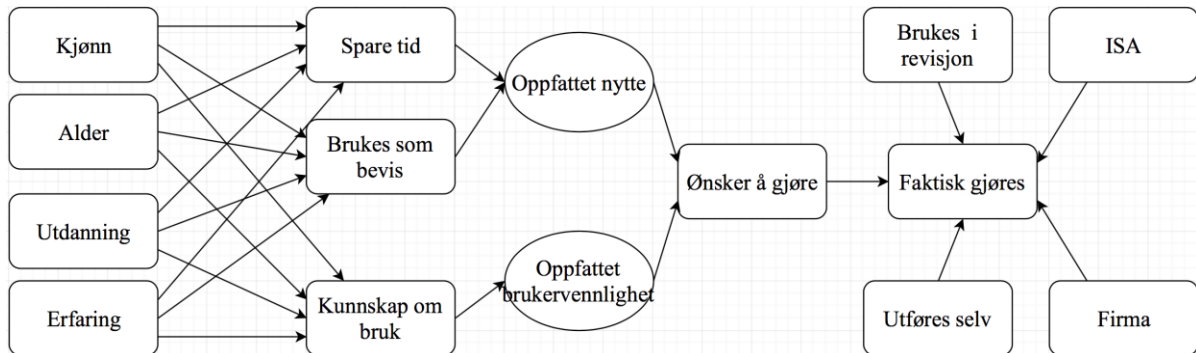 Kjønn
Alder
Utdanning
Erfaring
Spare tid
Brukes som
bevis
Kunnskap om
bruk
Oppfattet nytte
Oppfattet
brukervennlighet
Ønsker å gjøre
Brukes i
revisjon
ISA
Faktisk gjøres
Utføres selv
Firma